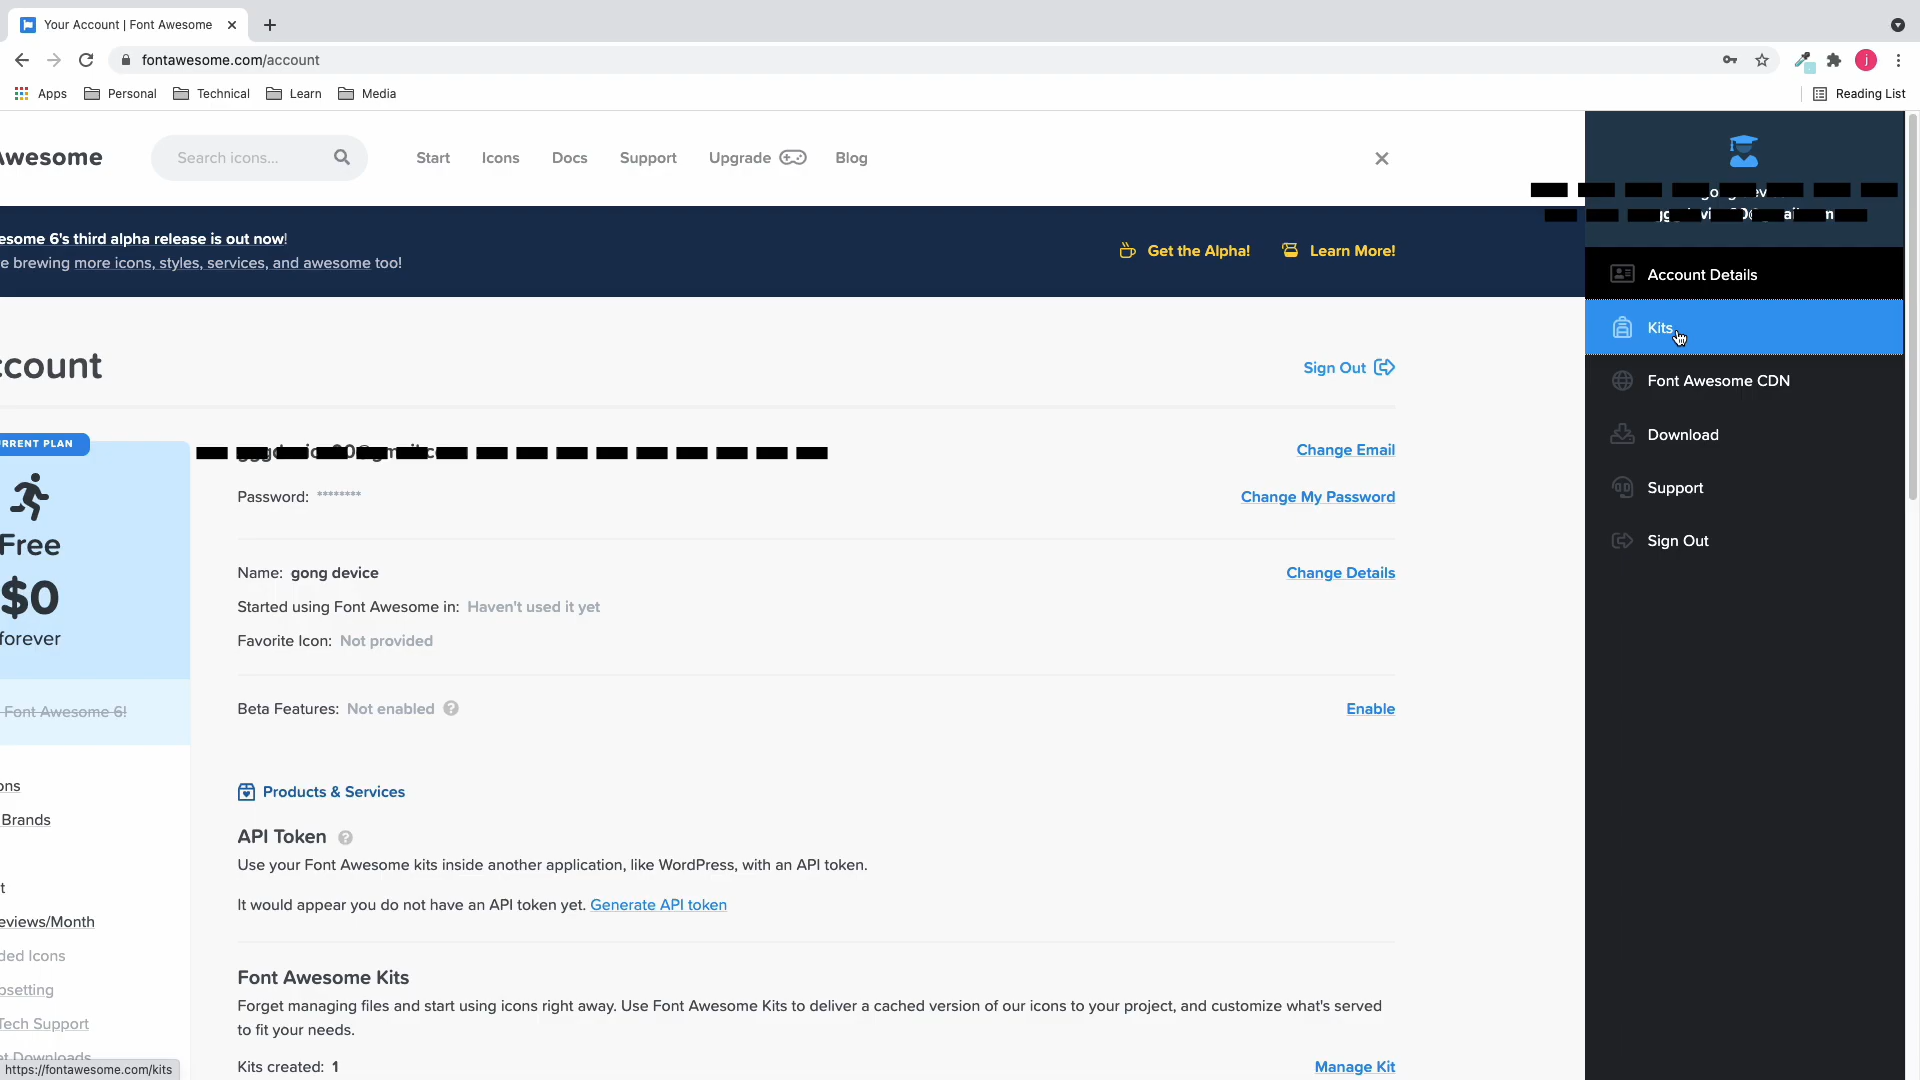 Your Account | Font Awesome
fontawesome.com/account
j
Apps
Personal
Technical
Learn
Media
Reading List
Awesome
Search icons...
Start
Icons
Docs
Support
Upgrade
Blog
esome 6's third alpha release is out now!
e brewing more icons, styles, services, and awesome too!
Get the Alpha!
Learn More!
Account Details
Kits
Font Awesome CDN
Download
Support
Sign Out
ccount
Sign Out
RRENT PLAN
Free
$0
forever
Font Awesome 6!
ons
Brands
t
eviews/Month
ded Icons
psetting
Tech Support
et Downloads
Change Email
Password: ********
Change My Password
Name: gong device
Change Details
Started using Font Awesome in: Haven't used it yet
Favorite Icon: Not provided
Beta Features: Not enabled ?
Enable
Products & Services
API Token ?
Use your Font Awesome kits inside another application, like WordPress, with an API token.
It would appear you do not have an API token yet. Generate API token
Font Awesome Kits
Forget managing files and start using icons right away. Use Font Awesome Kits to deliver a cached version of our icons to your project, and customize what's served
to fit your needs.
Kits created: 1
Manage Kit
https://fontawesome.com/kits